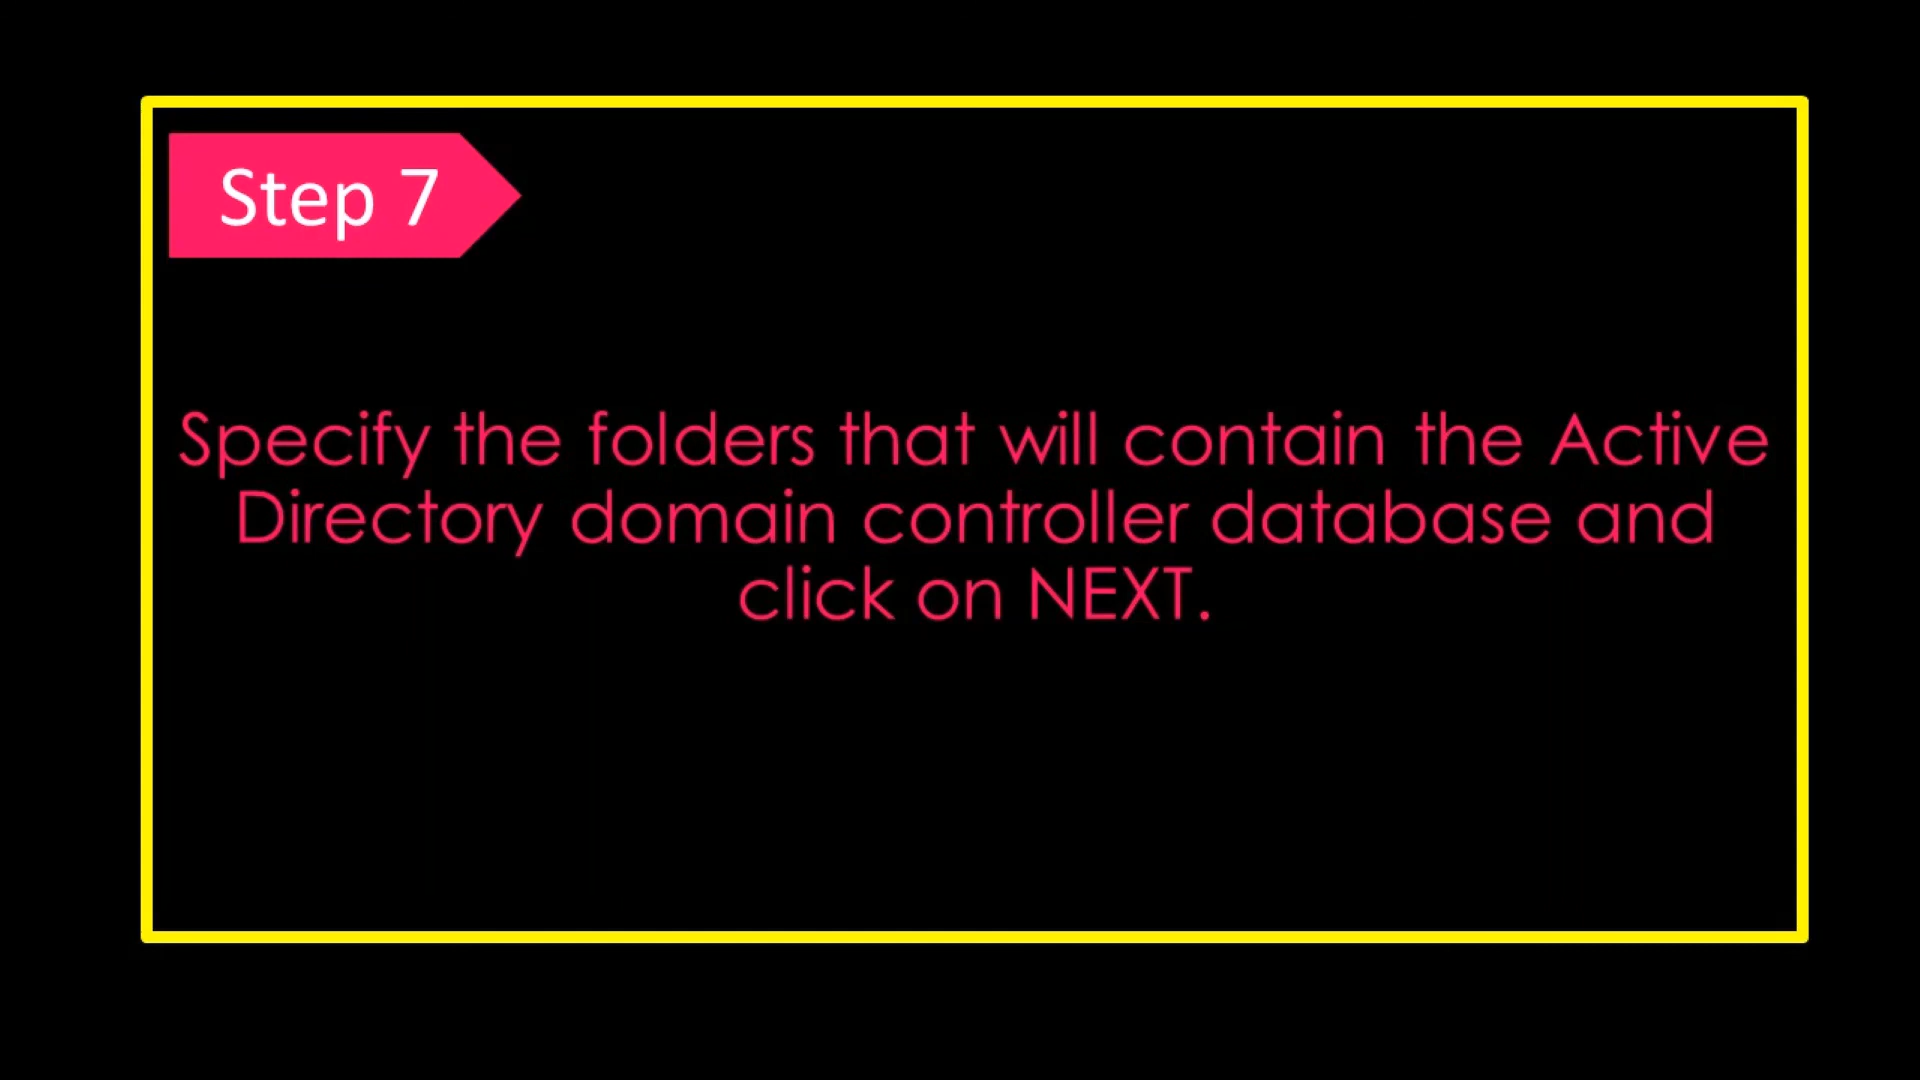 Step 7
Specify the folders that will contain the Active
Directory domain controller database and
click on NEXT.